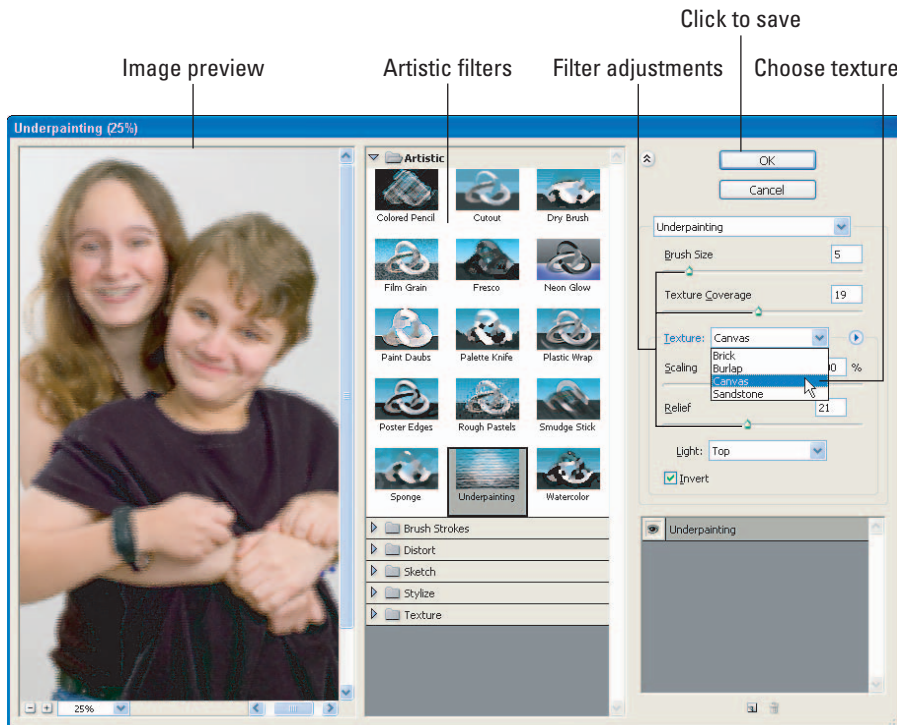 Click to save
Image preview
Artistic filters
Filter adjustments
Choose texture
Underpainting (25%)
Artistic
Colored Pencil
Cutout
Dry Brush
Film Grain
Fresco
Neon Glow
Paint Daubs
Palette Knife
Plastic Wrap
Poster Edges
Rough Pastels
Smudge Stick
Sponge
Underpainting
Watercolor
Brush Strokes
Distort
Sketch
Stylize
Texture
25%
OK
Cancel
Underpainting
Brush Size 5
Texture Coverage 19
Texture: Canvas
Brick
Burlap
Canvas
Sandstone
Scaling %
Relief 21
Light: Top
Invert
Underpainting